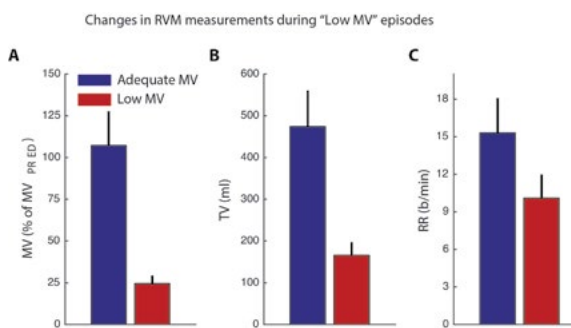 Changes in RVM measurements during “Low MV” episodes
A
B
C
Adequate MV
Low MV
MV (% of MV PR ED)
150
125
100
75
50
25
0
TV (ml)
600
500
400
300
200
100
0
RR (b/min)
18
15
12
9
6
3
0